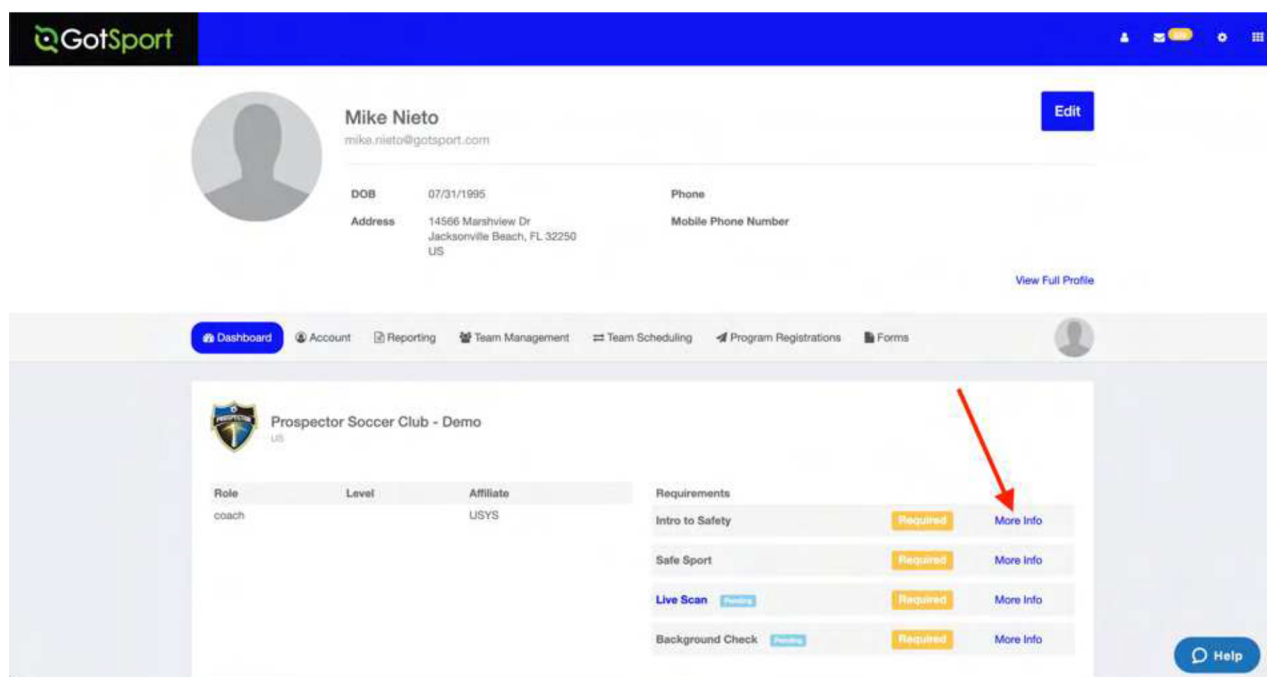 GotSport
Mike Nieto
mike.nieto@gotsport.com
Edit
DOB 07/31/1995 Phone
Address 14566 Marshview Dr Mobile Phone Number
Jacksonville Beach, FL 32250
US
View Full Profile
Dashboard Account Reporting Team Management Team Scheduling Program Registrations Forms
PROSPECTOR
Prospector Soccer Club - Demo
US
Role Level Affiliate Requirements
coach USYS Intro to Safety Required More Info
Safe Sport Required More Info
Live Scan Pending Required More Info
Background Check Pending Required More Info
Help